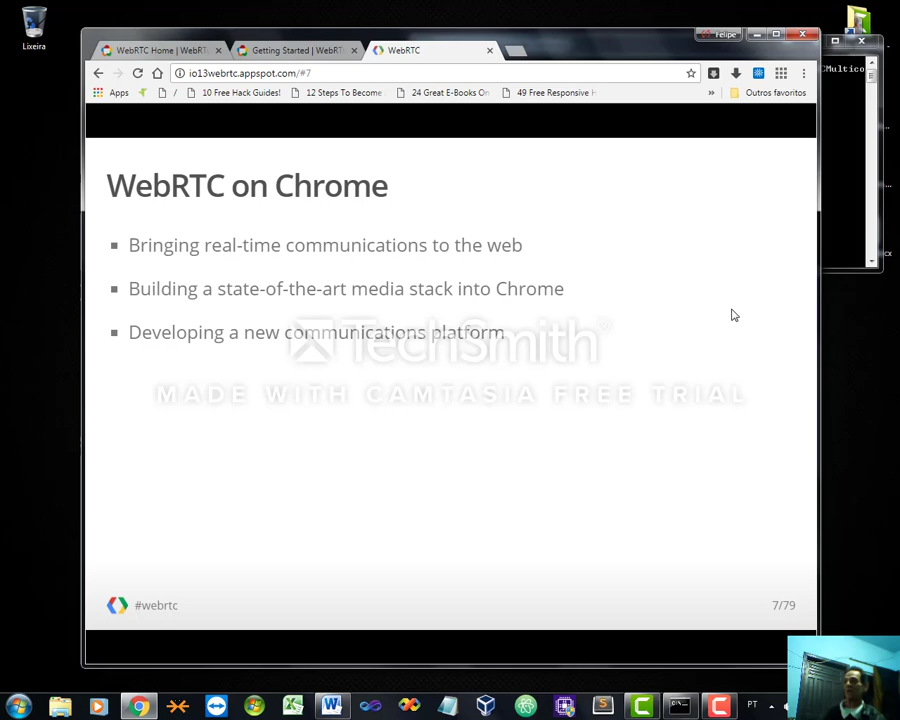 Lixeira
Felipe
WebRTC Home | WebRT
Getting Started | WebRT
WebRTC
io13webrtc.appspot.com/#7
Apps
/
10 Free Hack Guides!
12 Steps To Become
24 Great E-Books On
49 Free Responsive H
»
Outros favoritos
CMultico
WebRTC on Chrome
Bringing real-time communications to the web
Building a state-of-the-art media stack into Chrome
Developing a new communications platform
TechSmith®
MADE WITH CAMTASIA FREE TRIAL
#webrtc
7/79
PT